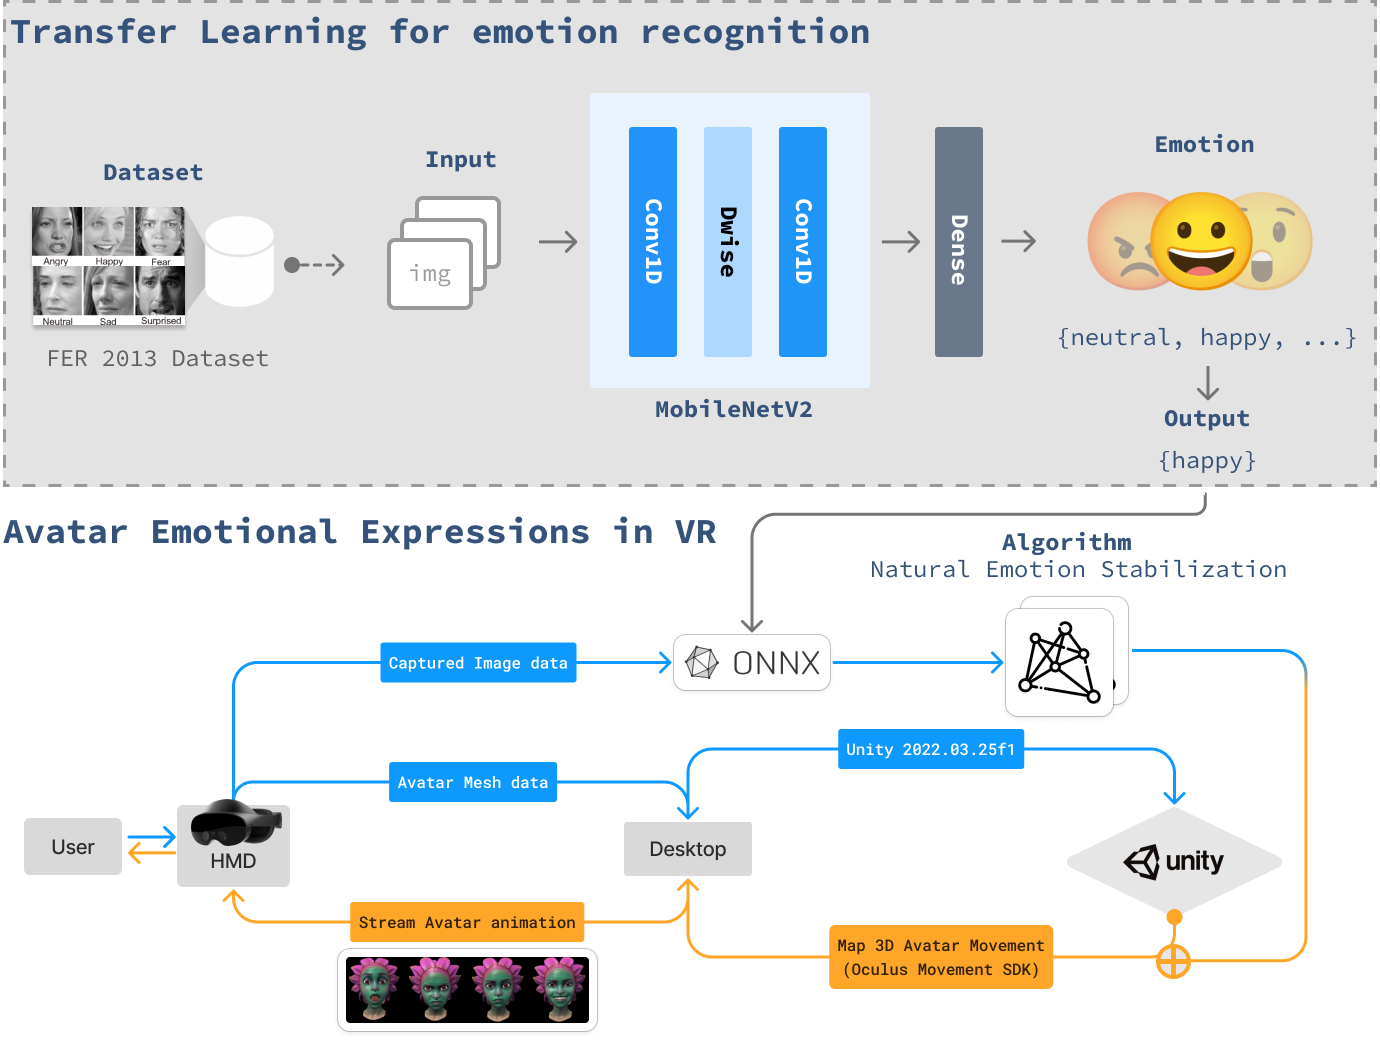 Transfer Learning for emotion recognition
Dataset
Angry Happy Fear
Neutral Sad Surprised
FER 2013 Dataset
Input
img
Conv1D
Dwise
Conv1D
MobileNetV2
Dense
Emotion
{neutral, happy, ...}
Output
{happy}
Avatar Emotional Expressions in VR
Algorithm
Natural Emotion Stabilization
Captured Image data
ONNX
Unity 2022.03.25f1
Avatar Mesh data
User
HMD
Desktop
unity
Stream Avatar animation
Map 3D Avatar Movement
(Oculus Movement SDK)